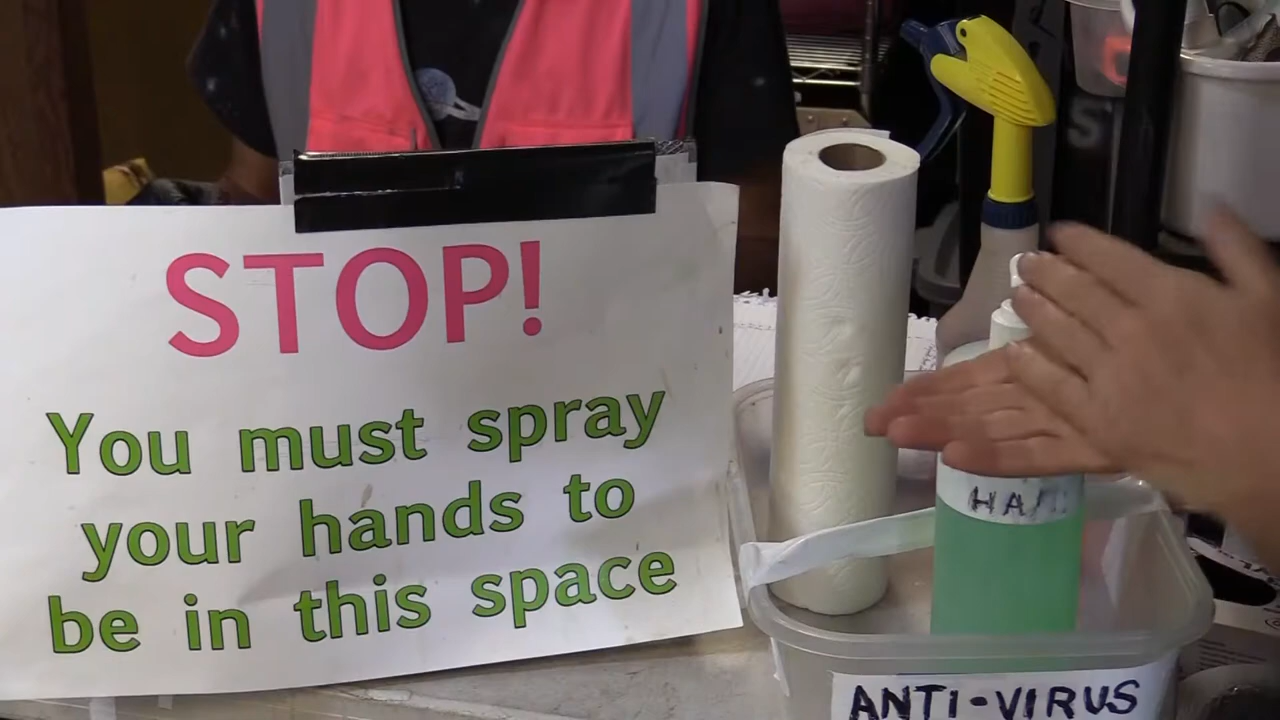 STOP!
You must spray
your hands to
be in this space
ANTI-VIRUS